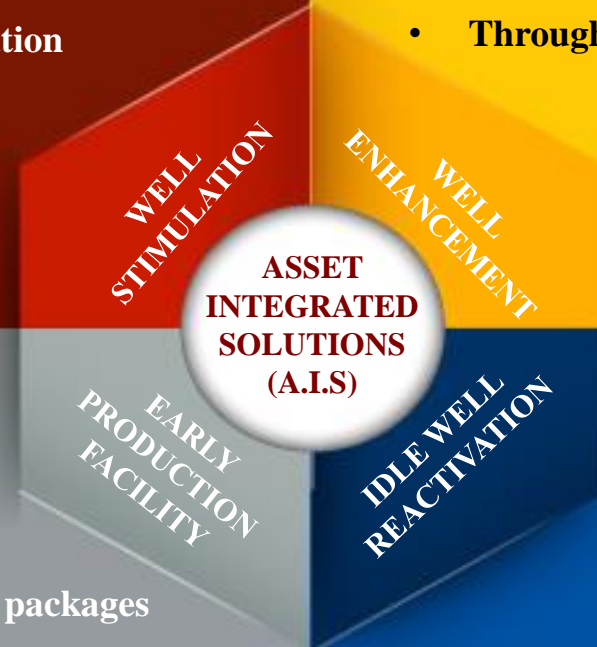 tion
• Through
WELL
STIMULATION
WELL
ENHANCEMENT
ASSET
INTEGRATED
SOLUTIONS
(A.I.S)
EARLY
PRODUCTION
FACILITY
IDLE WELL
REACTIVATION
packages